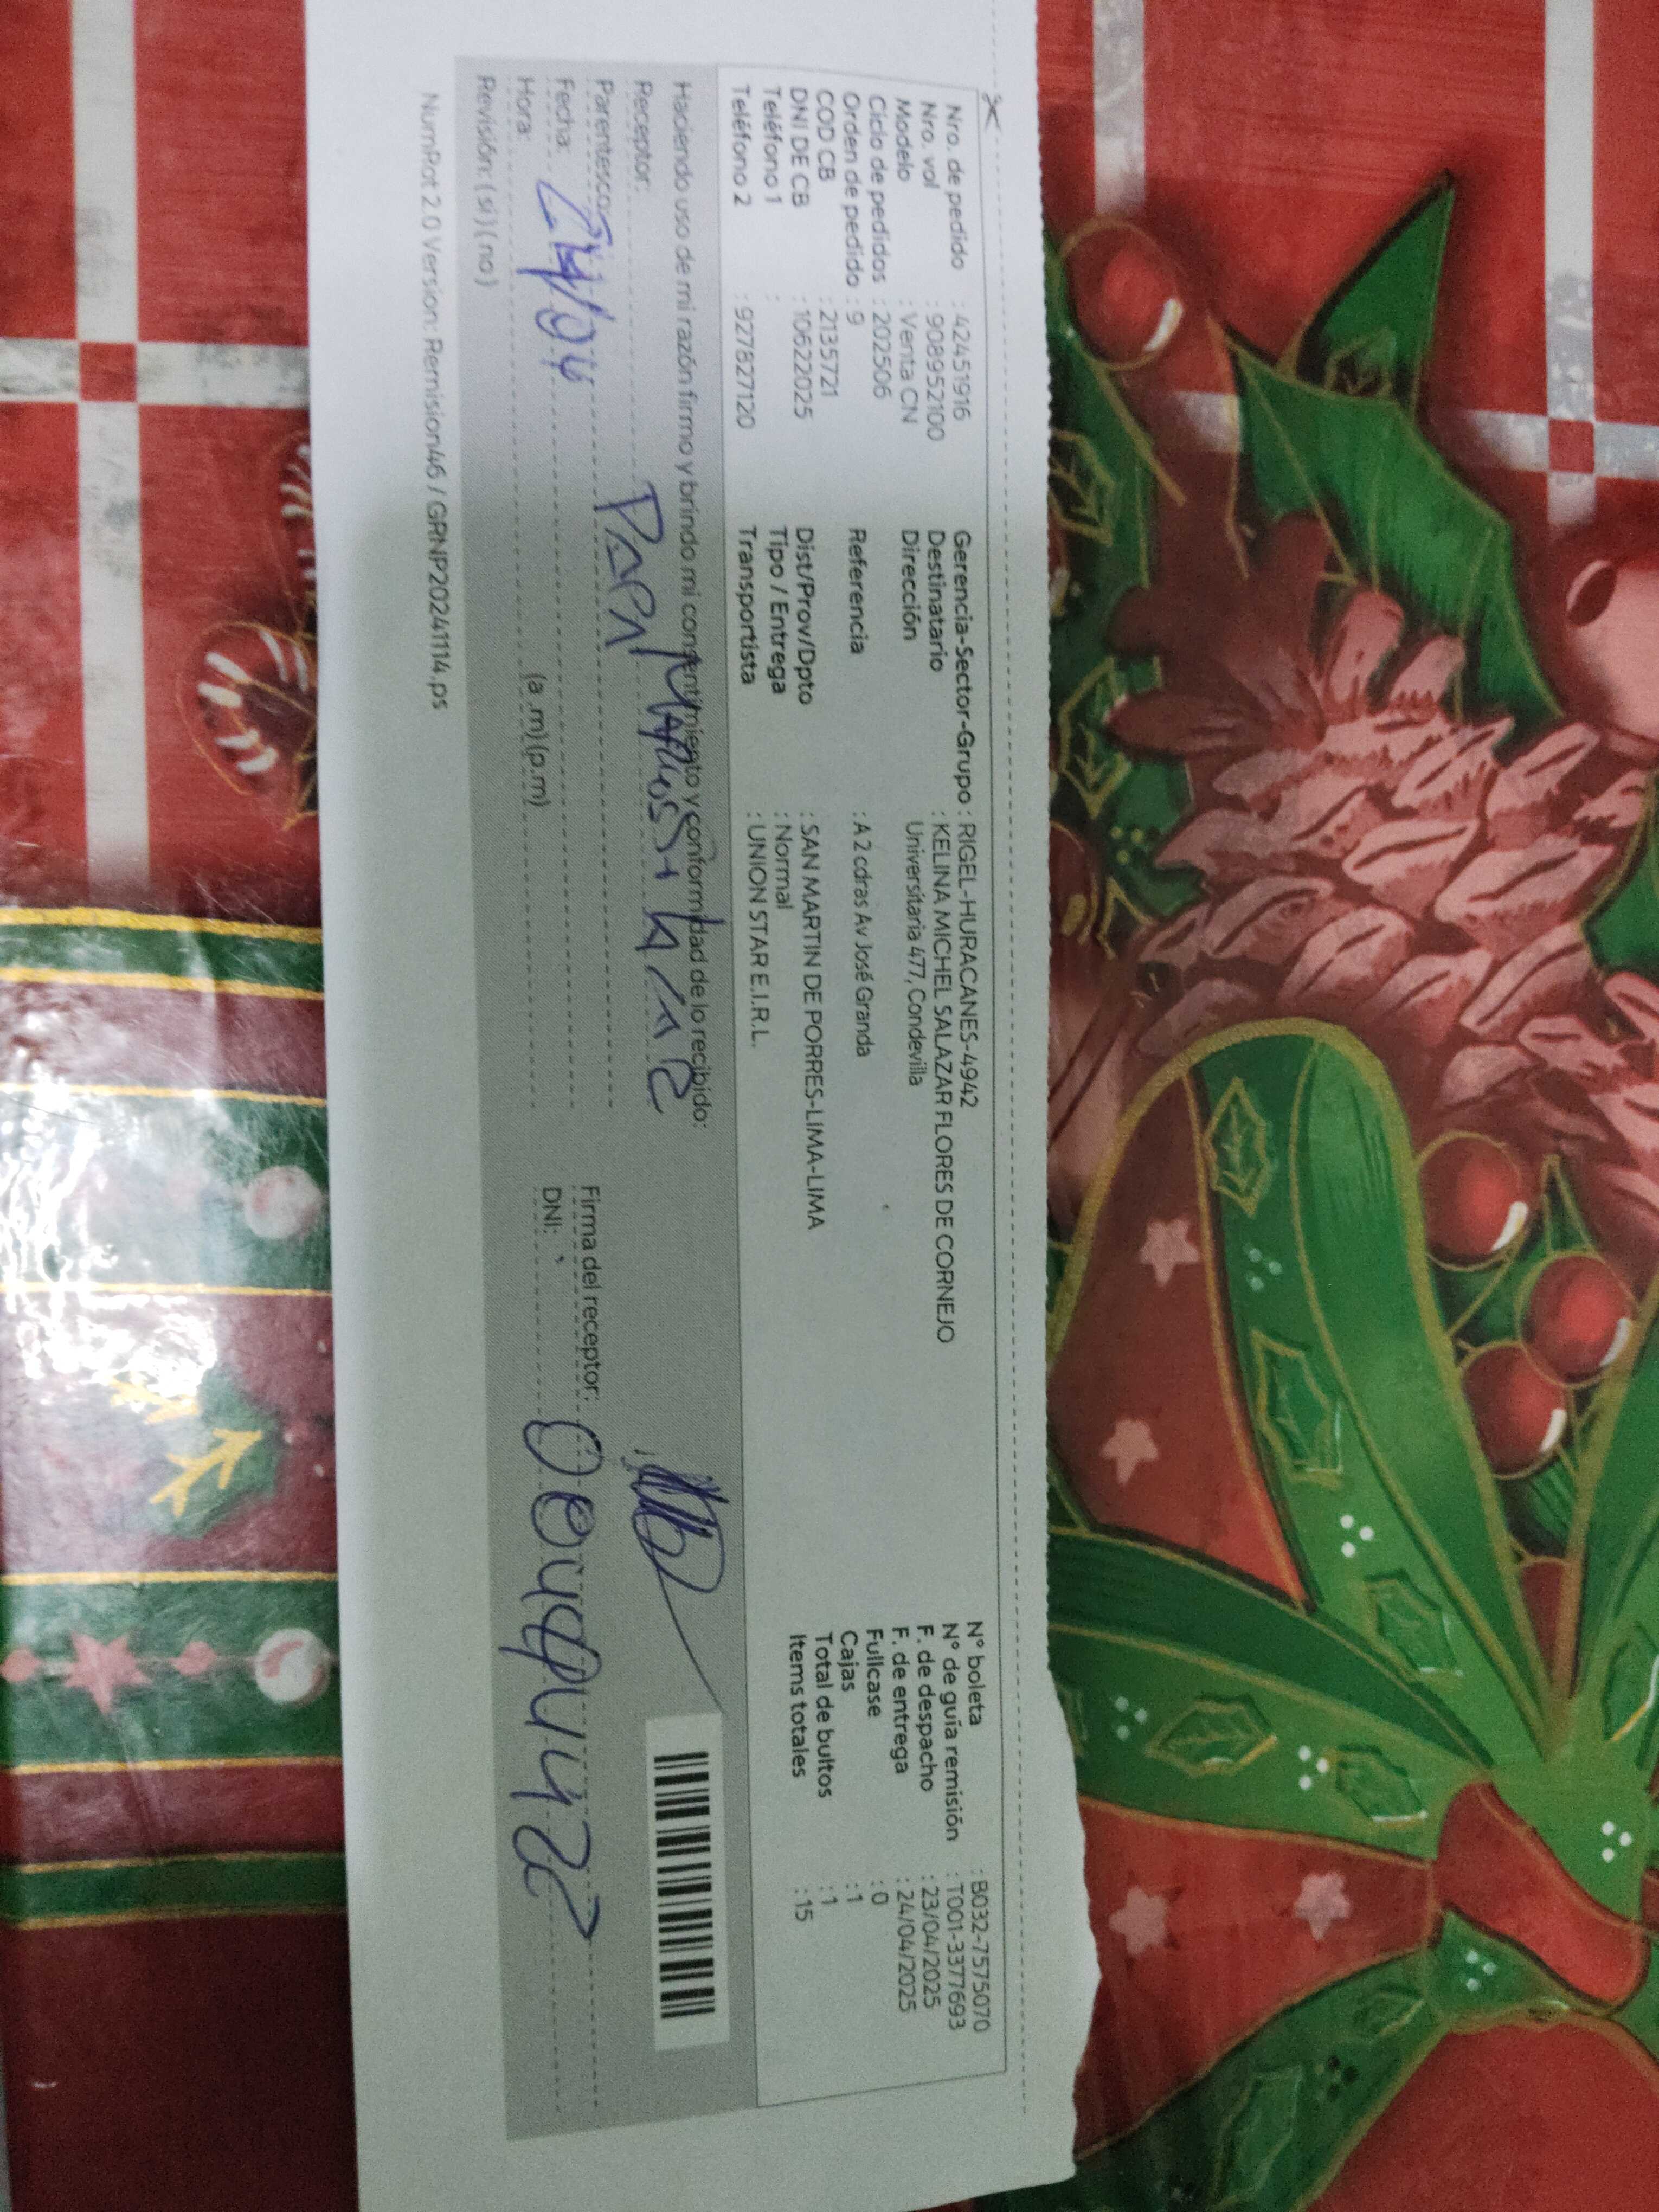 Nro. de pedido : 42451916
Nro. vol : 9089952100
Modelo : Venta CN
Ciclo de pedidos : 202506
Orden de pedido : 9
COD CB : 2135721
DNI DE CB : 10622025
Teléfono 1 :
Teléfono 2 : 927827120
Gerencia-Sector-Grupo : RIGEL-HURACANES-4942
Destinatario : KELINA MICHEL SALAZAR FLORES DE CORNEJO
Dirección Universitaria 477, Condevilla
Referencia : A 2 cdras Av José Granda
Dist/Prov/Dpto : SAN MARTIN DE PORRES-LIMA-LIMA
Tipo / Entrega : Normal
Transportista : UNION STAR E.I.R.L.
N° boleta : B032-7575070
N° de guía remisión : T001-3377693
F. de despacho : 23/04/2025
F. de entrega : 24/04/2025
Fullcase : 0
Cajas : 1
Total de bultos : 1
Items totales : 15
Haciendo uso de mi razón firmo y brindo mi consentimiento y conformidad de lo recibido:
Receptor:
Parentesco:
Fecha: 24/04
Hora: (a .m) (p.m)
Revisión: ( si ) ( no )
Firma del receptor:
DNI:
NumRot 2.0 Version: Remision46 / GRNP20241114.ps